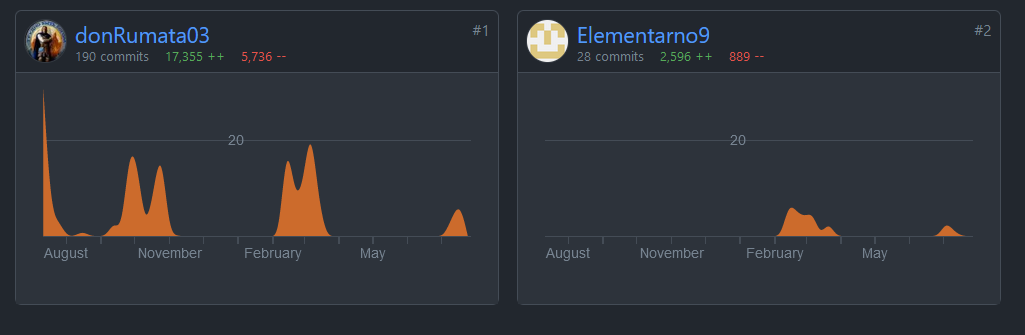 donRumata03 #1
190 commits 17,355 ++ 5,736 --
20
August November February May
Elementarno9 #2
28 commits 2,596 ++ 889 --
20
August November February May